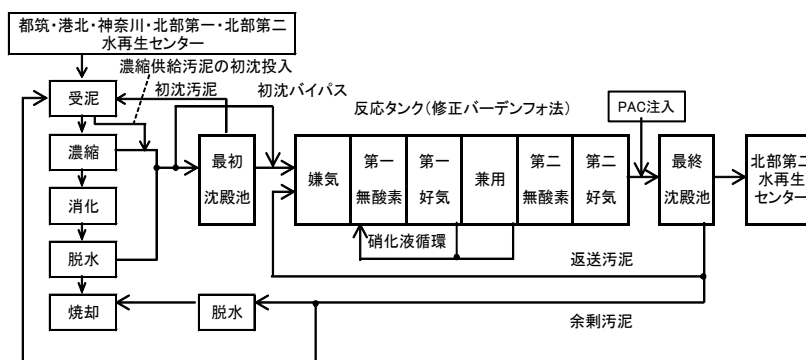 都筑・港北・神奈川・北部第一・北部第二
水再生センター
濃縮供給汚泥の初沈投入
初沈汚泥
初沈バイパス
反応タンク(修正バーデンフォ法)
PAC注入
受泥
濃縮
消化
脱水
焼却
最初
沈殿池
嫌気
第一
無酸素
第一
好気
兼用
第二
無酸素
第二
好気
最終
沈殿池
北部第二
水再生
センター
硝化液循環
返送汚泥
脱水
余剰汚泥